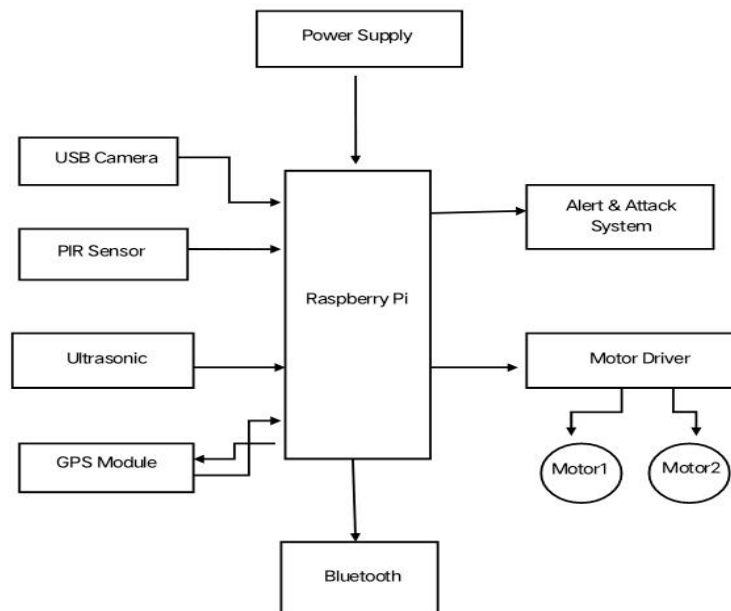 Power Supply
USB Camera
PIR Sensor
Ultrasonic
GPS Module
Raspberry Pi
Alert & Attack
System
Motor Driver
Motor1
Motor2
Bluetooth